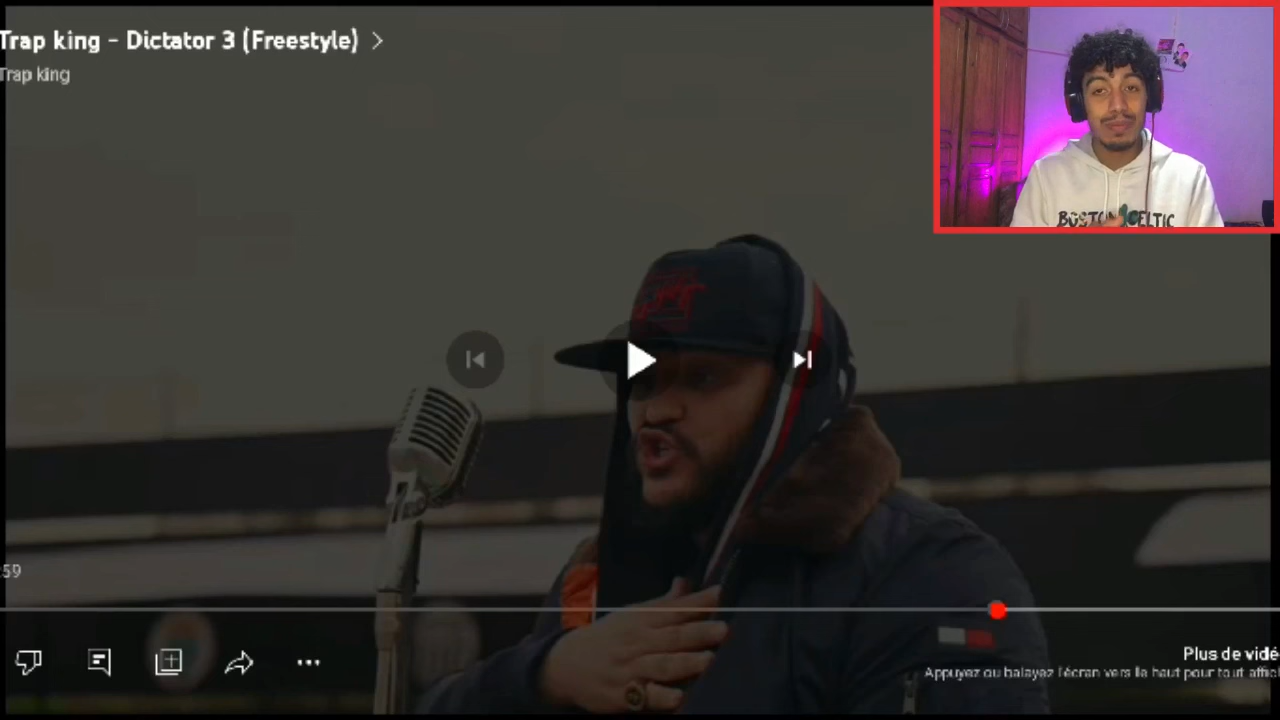 Trap king - Dictator 3 (Freestyle)
Trap king
BOSTON CELTIC
:59
Plus de vidé
Appuyez ou balayez l'écran vers le haut pour tout affic